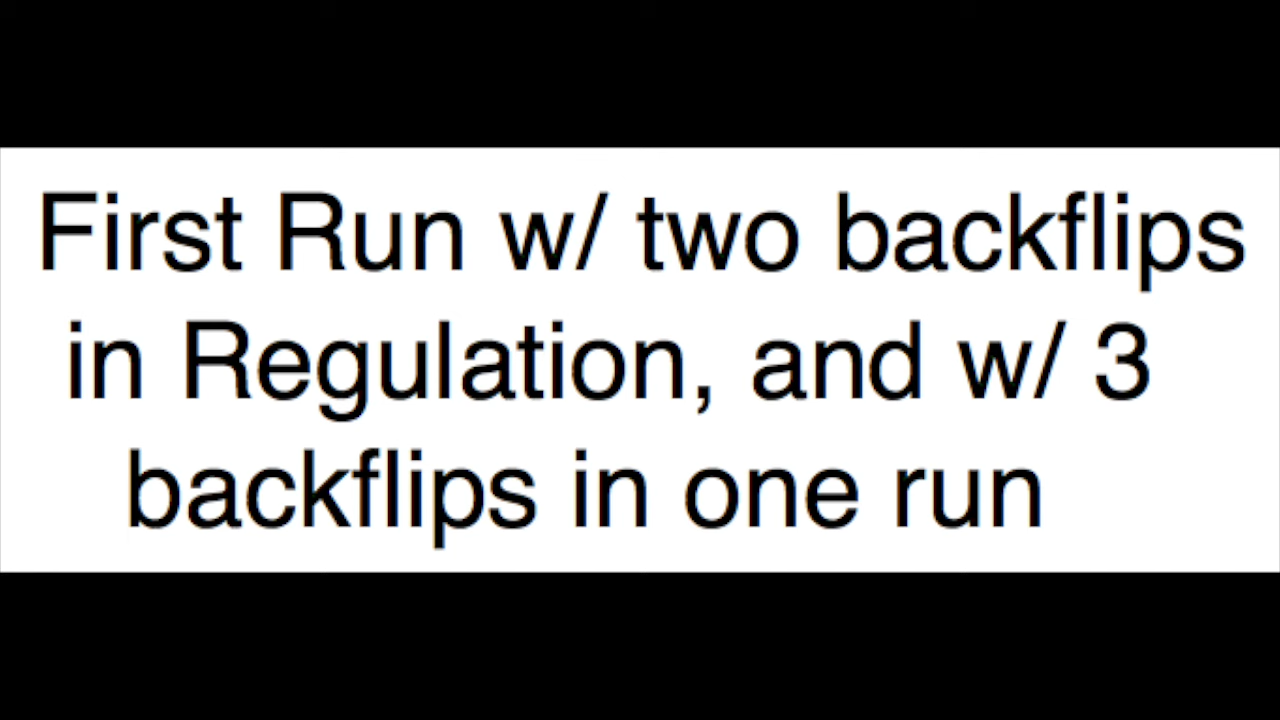 First Run w/ two backflips
in Regulation, and w/ 3
backflips in one run